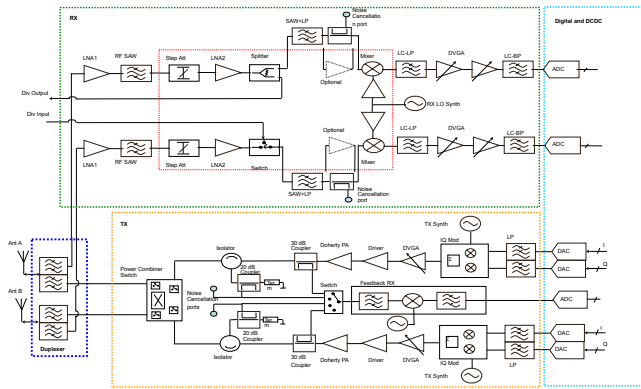 RX
Digital and DCDC
Noise
Cancellatio
n port
SAW+LP
LNA1
RF SAW
Step Att
LNA2
Splitter
Optional
Mixer
LC-LP
DVGA
LC-BP
ADC
Div Output
RX LO Synth
Div Input
LNA1
RF SAW
Step Att
LNA2
Switch
Optional
Mixer
LC-LP
DVGA
LC-BP
ADC
SAW+LP
Noise
Cancellation
port
TX
TX Synth
Ant A
Ant B
Duplexer
Power Combiner
Switch
Isolator
20 dB
Coupler
Ter
m
30 dB
Coupler
Doherty PA
Driver
DVGA
IQ Mod
Σ
LP
DAC
I
DAC
Q
Noise
Cancellation
ports
Switch
Feedback RX
ADC
Ter
m
20 dB
Coupler
Isolator
30 dB
Coupler
Doherty PA
Driver
DVGA
IQ Mod
Σ
LP
DAC
I
DAC
Q
TX Synth